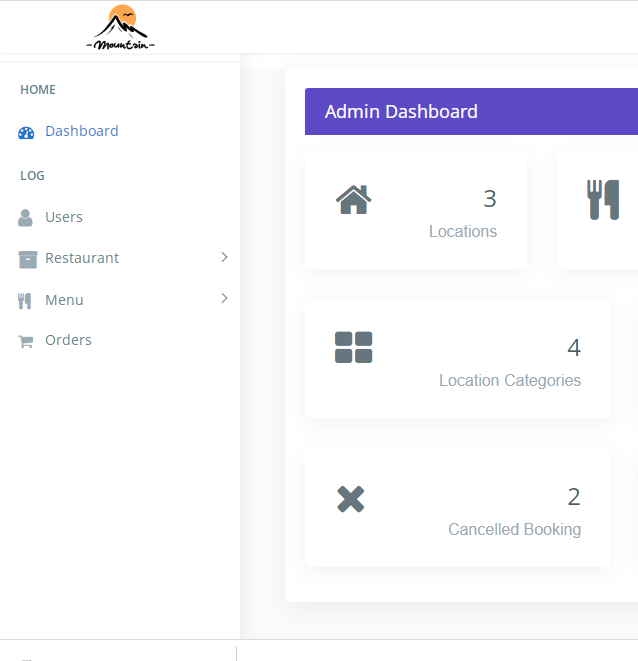 -Mountain-
HOME
Dashboard
LOG
Users
Restaurant
Menu
Orders
Admin Dashboard
3
Locations
4
Location Categories
2
Cancelled Booking